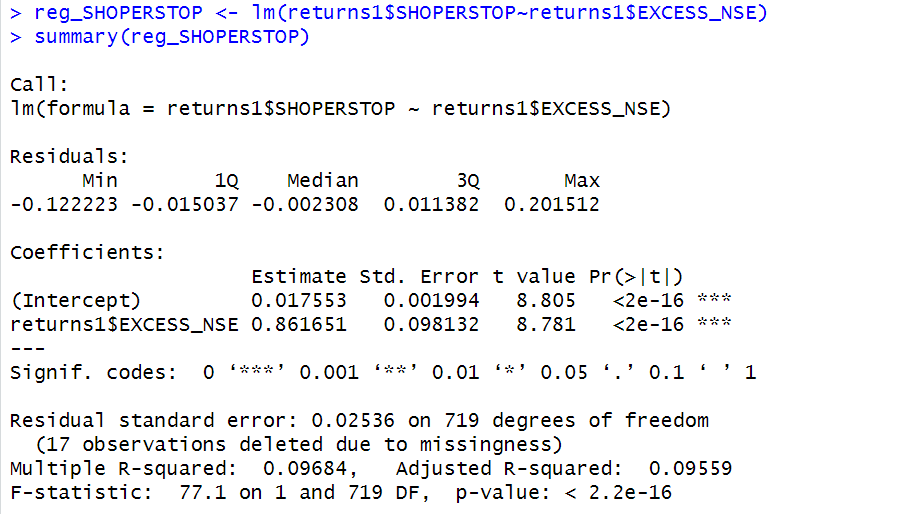 > reg_SHOPERSTOP <- lm(returns1$SHOPERSTOP~returns1$EXCESS_NSE)
> summary(reg_SHOPERSTOP)
Call:
lm(formula = returns1$SHOPERSTOP ~ returns1$EXCESS_NSE)
Residuals:
Min 1Q Median 3Q Max
-0.122223 -0.015037 -0.002308 0.011382 0.201512
Coefficients:
Estimate Std. Error t value Pr(>|t|)
(Intercept) 0.017553 0.001994 8.805 <2e-16 ***
returns1$EXCESS_NSE 0.861651 0.098132 8.781 <2e-16 ***
---
Signif. codes: 0 ‘***’ 0.001 ‘**’ 0.01 ‘*’ 0.05 ‘.’ 0.1 ‘ ’ 1
Residual standard error: 0.02536 on 719 degrees of freedom
(17 observations deleted due to missingness)
Multiple R-squared: 0.09684, Adjusted R-squared: 0.09559
F-statistic: 77.1 on 1 and 719 DF, p-value: < 2.2e-16